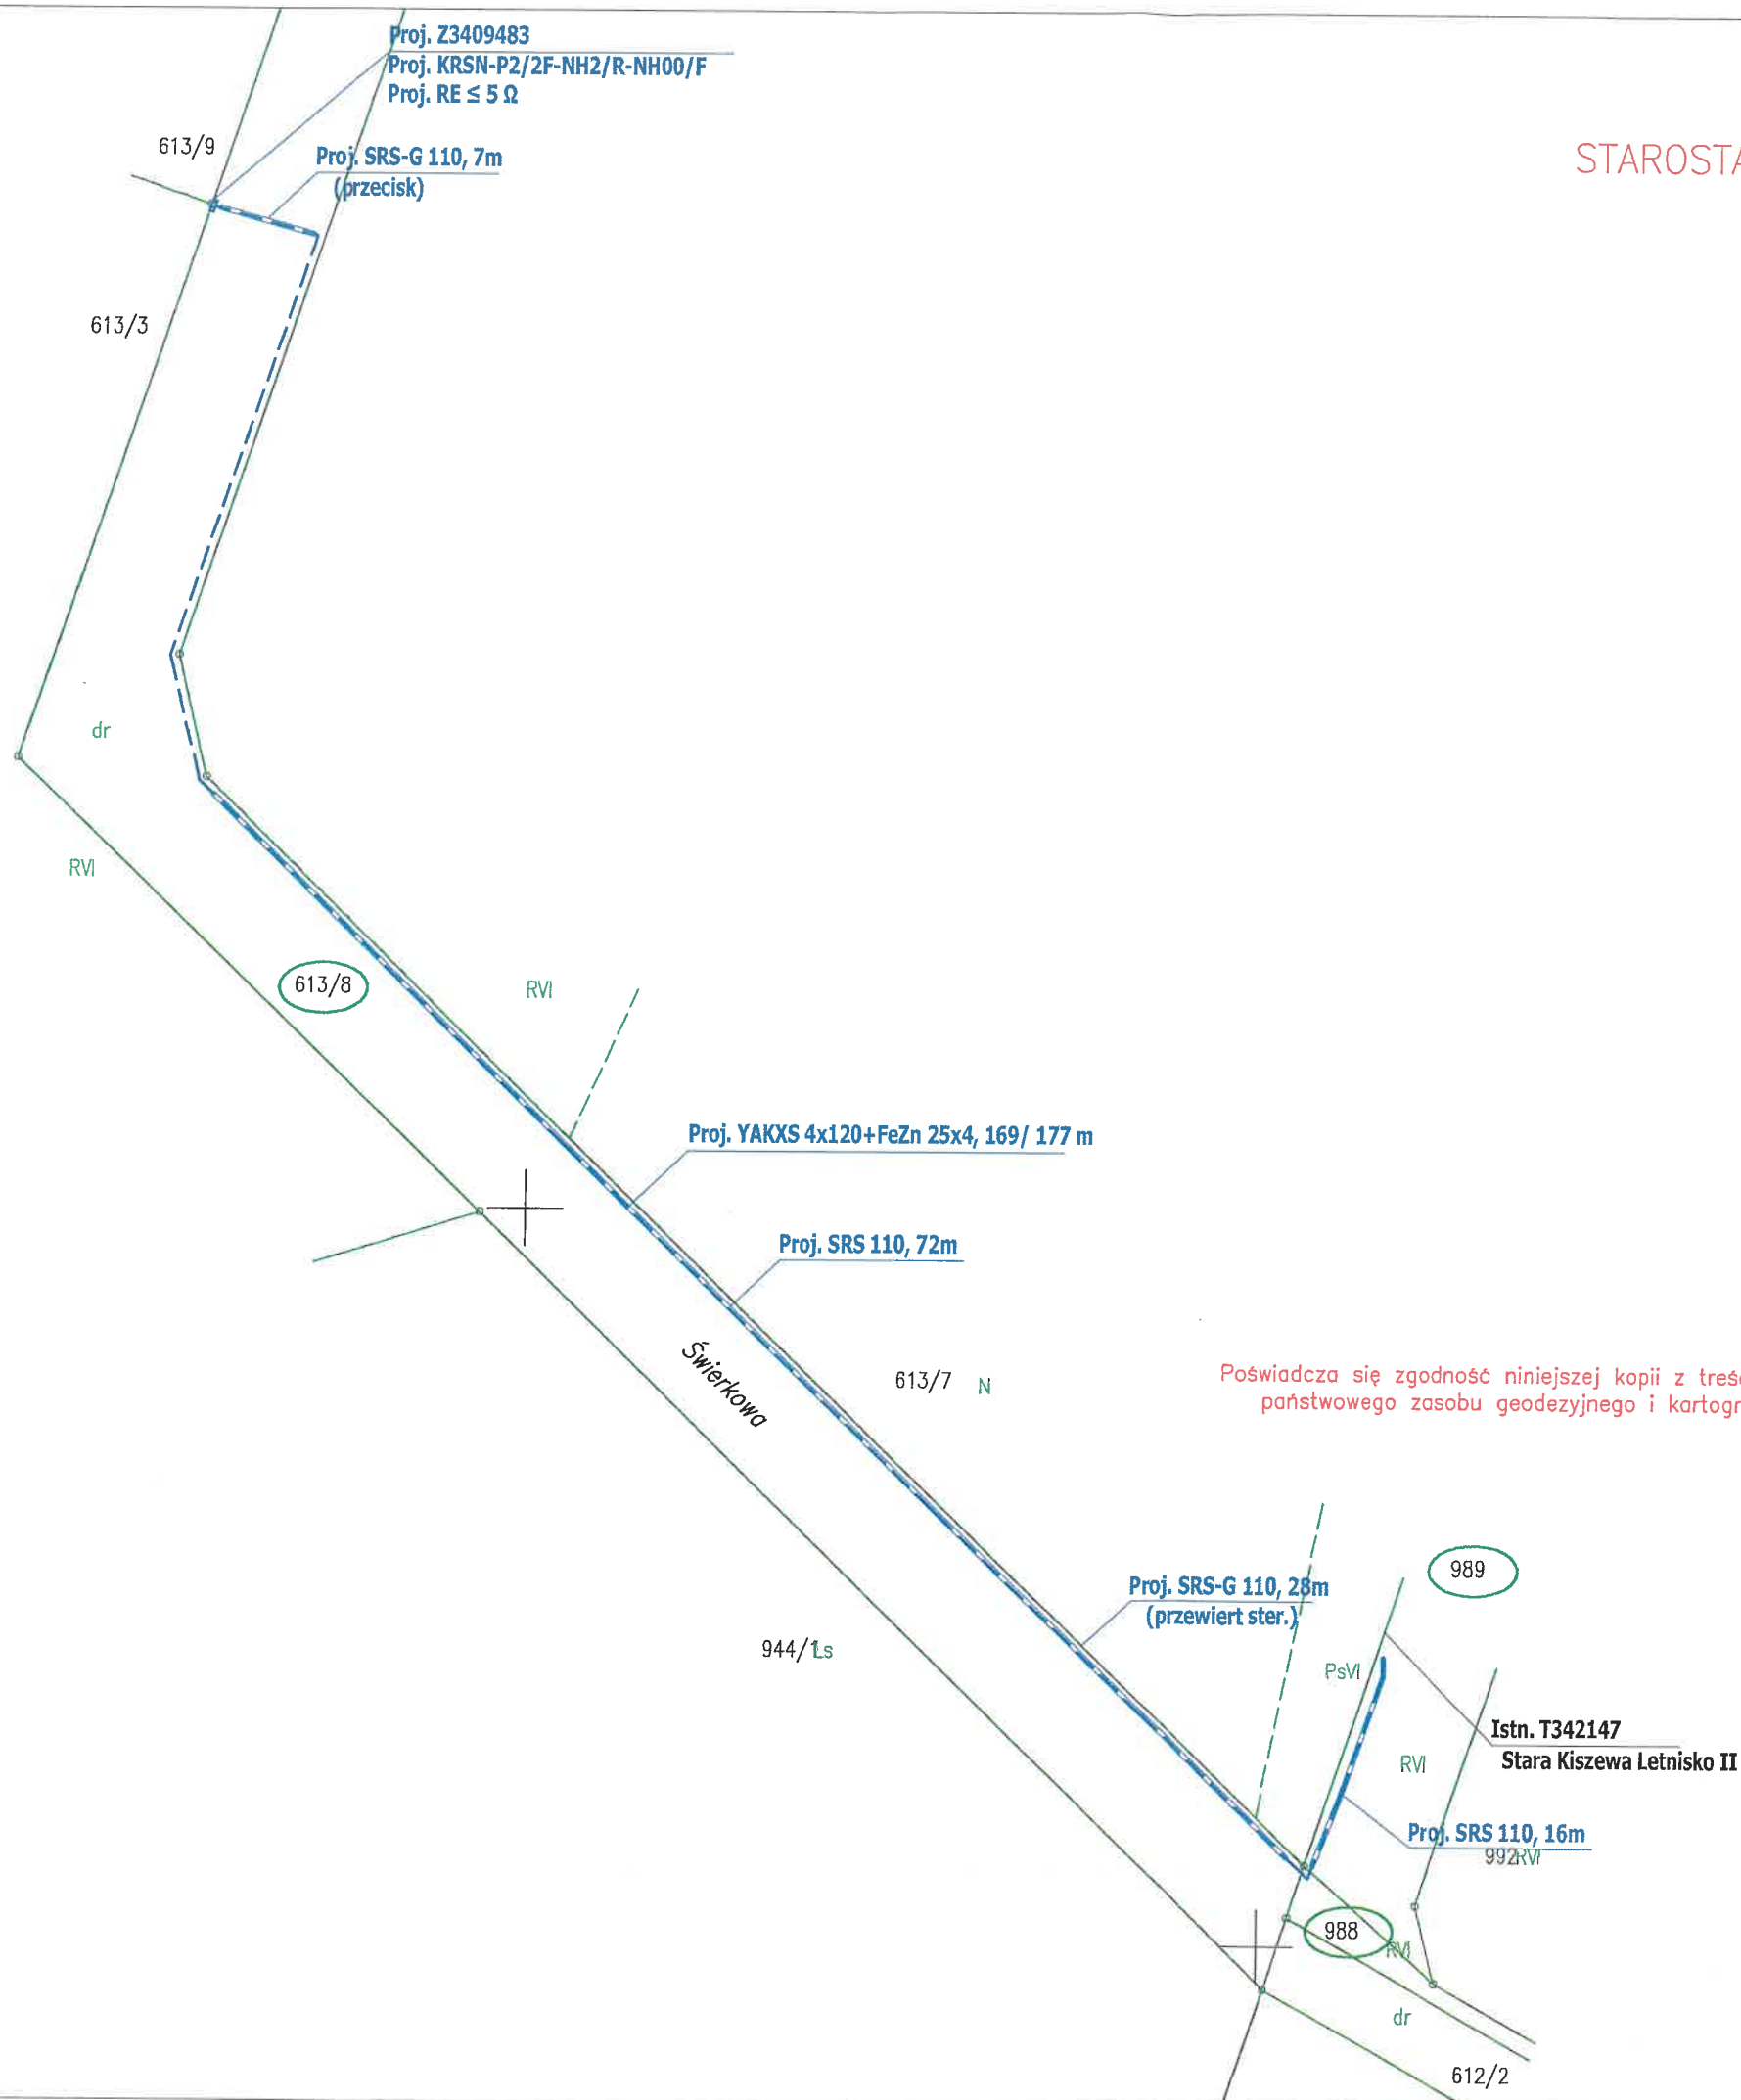 Proj. Z3409483
Proj. KRSN-P2/2F-NH2/R-NH00/F
Proj. RE ≤ 5 Ω
STAROSTA
613/9
Proj. SRS-G 110, 7m
(przecisk)
613/3
dr
RVI
613/8
RVI
Proj. YAKXS 4x120+FeZn 25x4, 169/ 177 m
Proj. SRS 110, 72m
Świerkowa
613/7 N
Poświadcza się zgodność niniejszej kopii z treś
państwowego zasobu geodezyjnego i kartogr
989
Proj. SRS-G 110, 28m
(przewiert ster.)
944/1 Ls
PsVI
Istn. T342147
Stara Kiszewa Letnisko II
RVI
Proj. SRS 110, 16m
992 RVI
988
RVI
dr
612/2